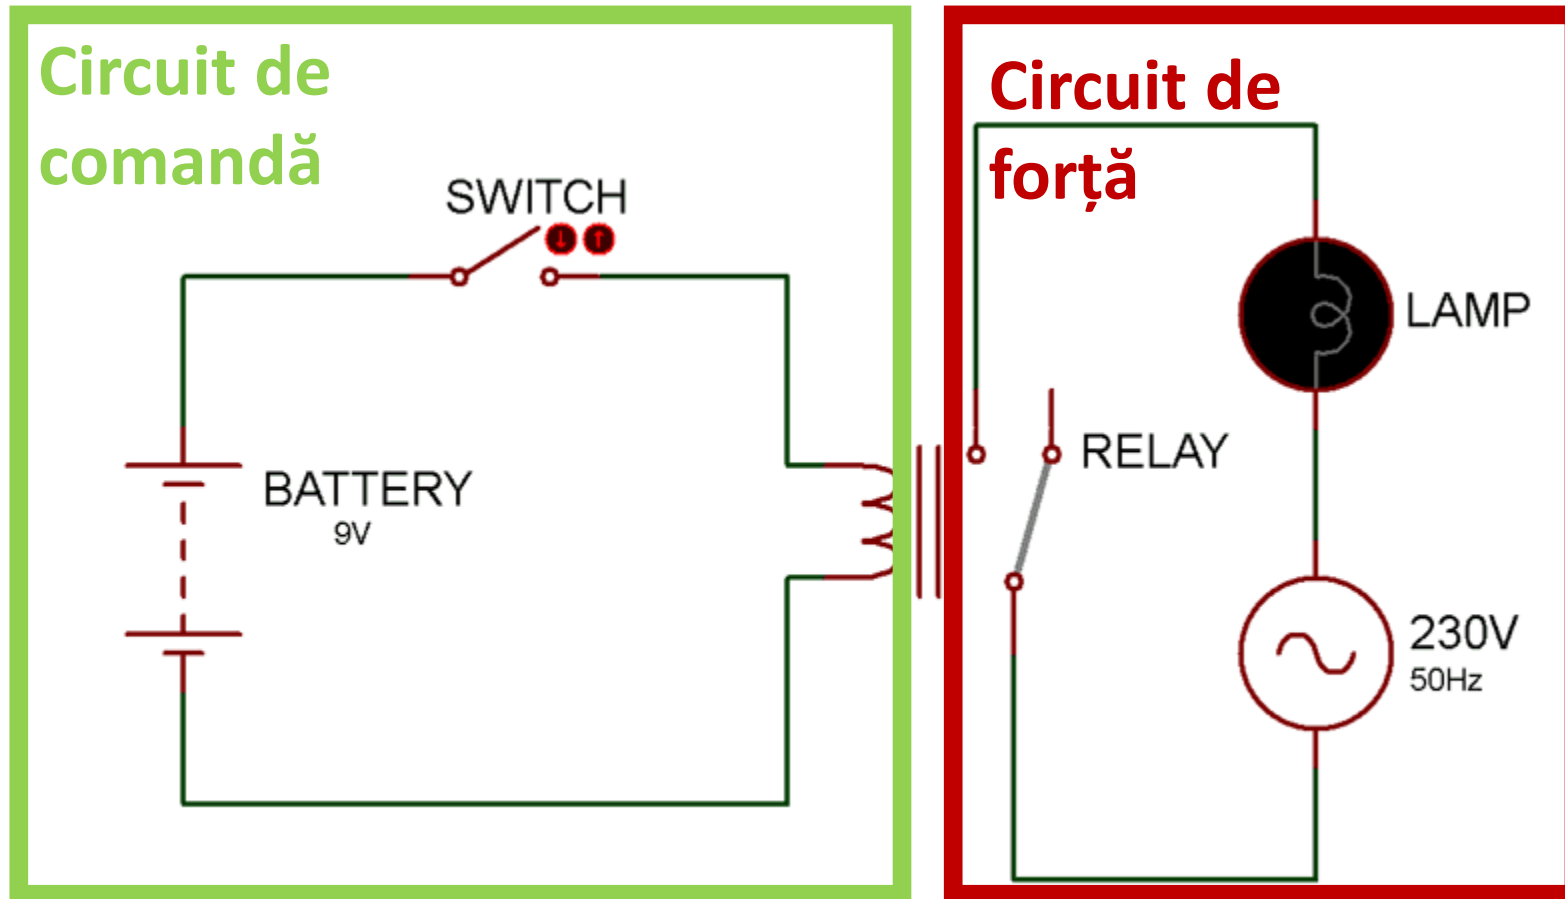 Circuit de
comandă
SWITCH
BATTERY
9V
Circuit de
forță
LAMP
RELAY
230V
50Hz